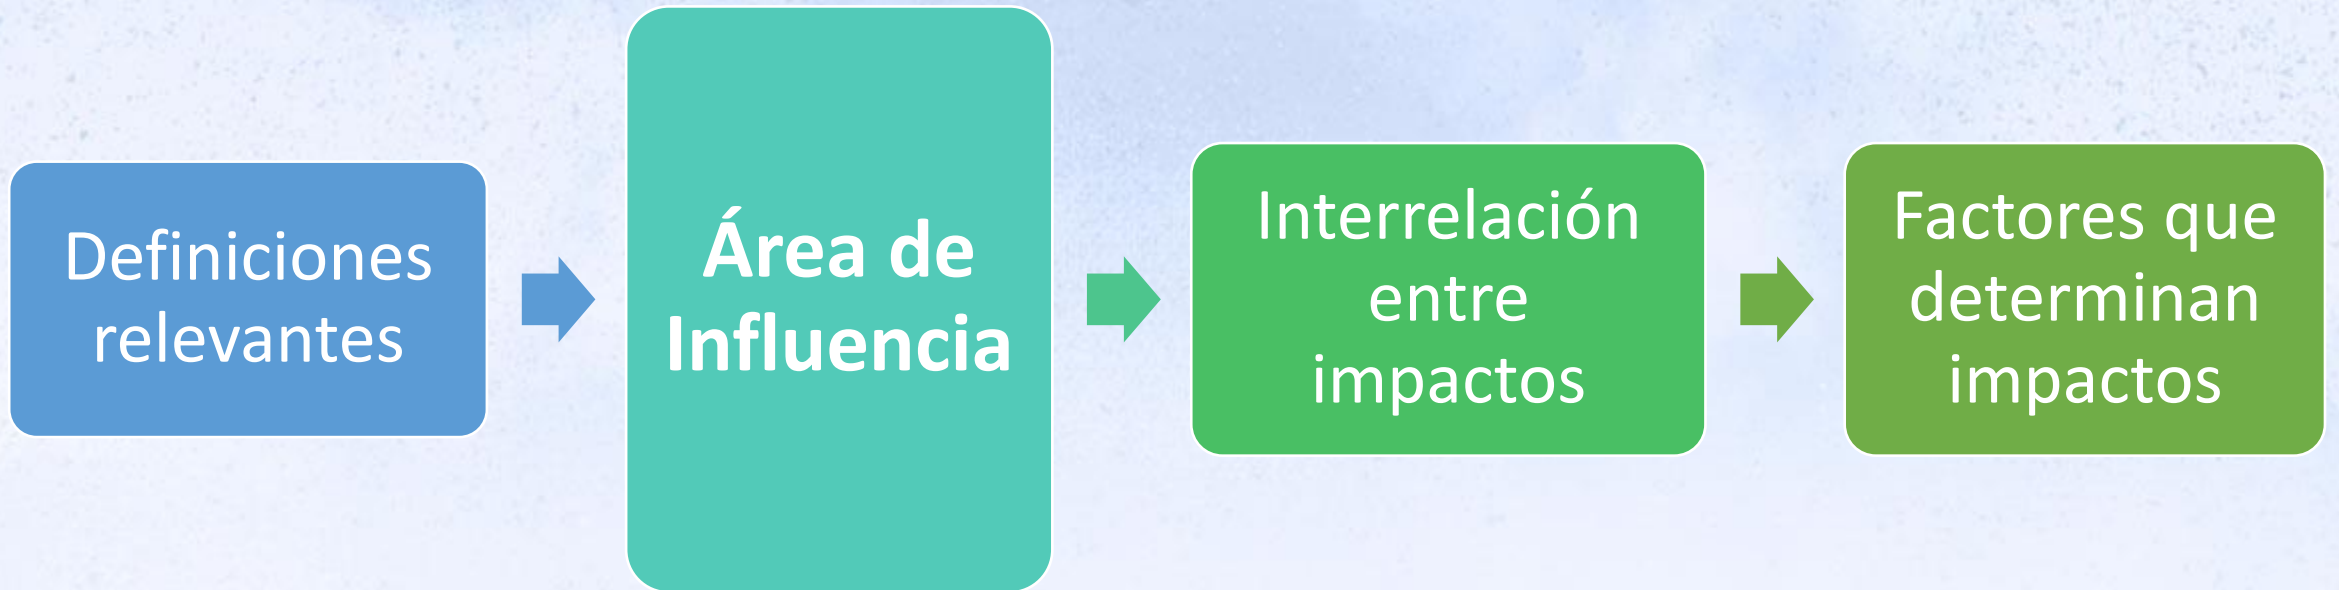 Definiciones
relevantes
Área de
Influencia
Interrelación
entre
impactos
Factores que
determinan
impactos